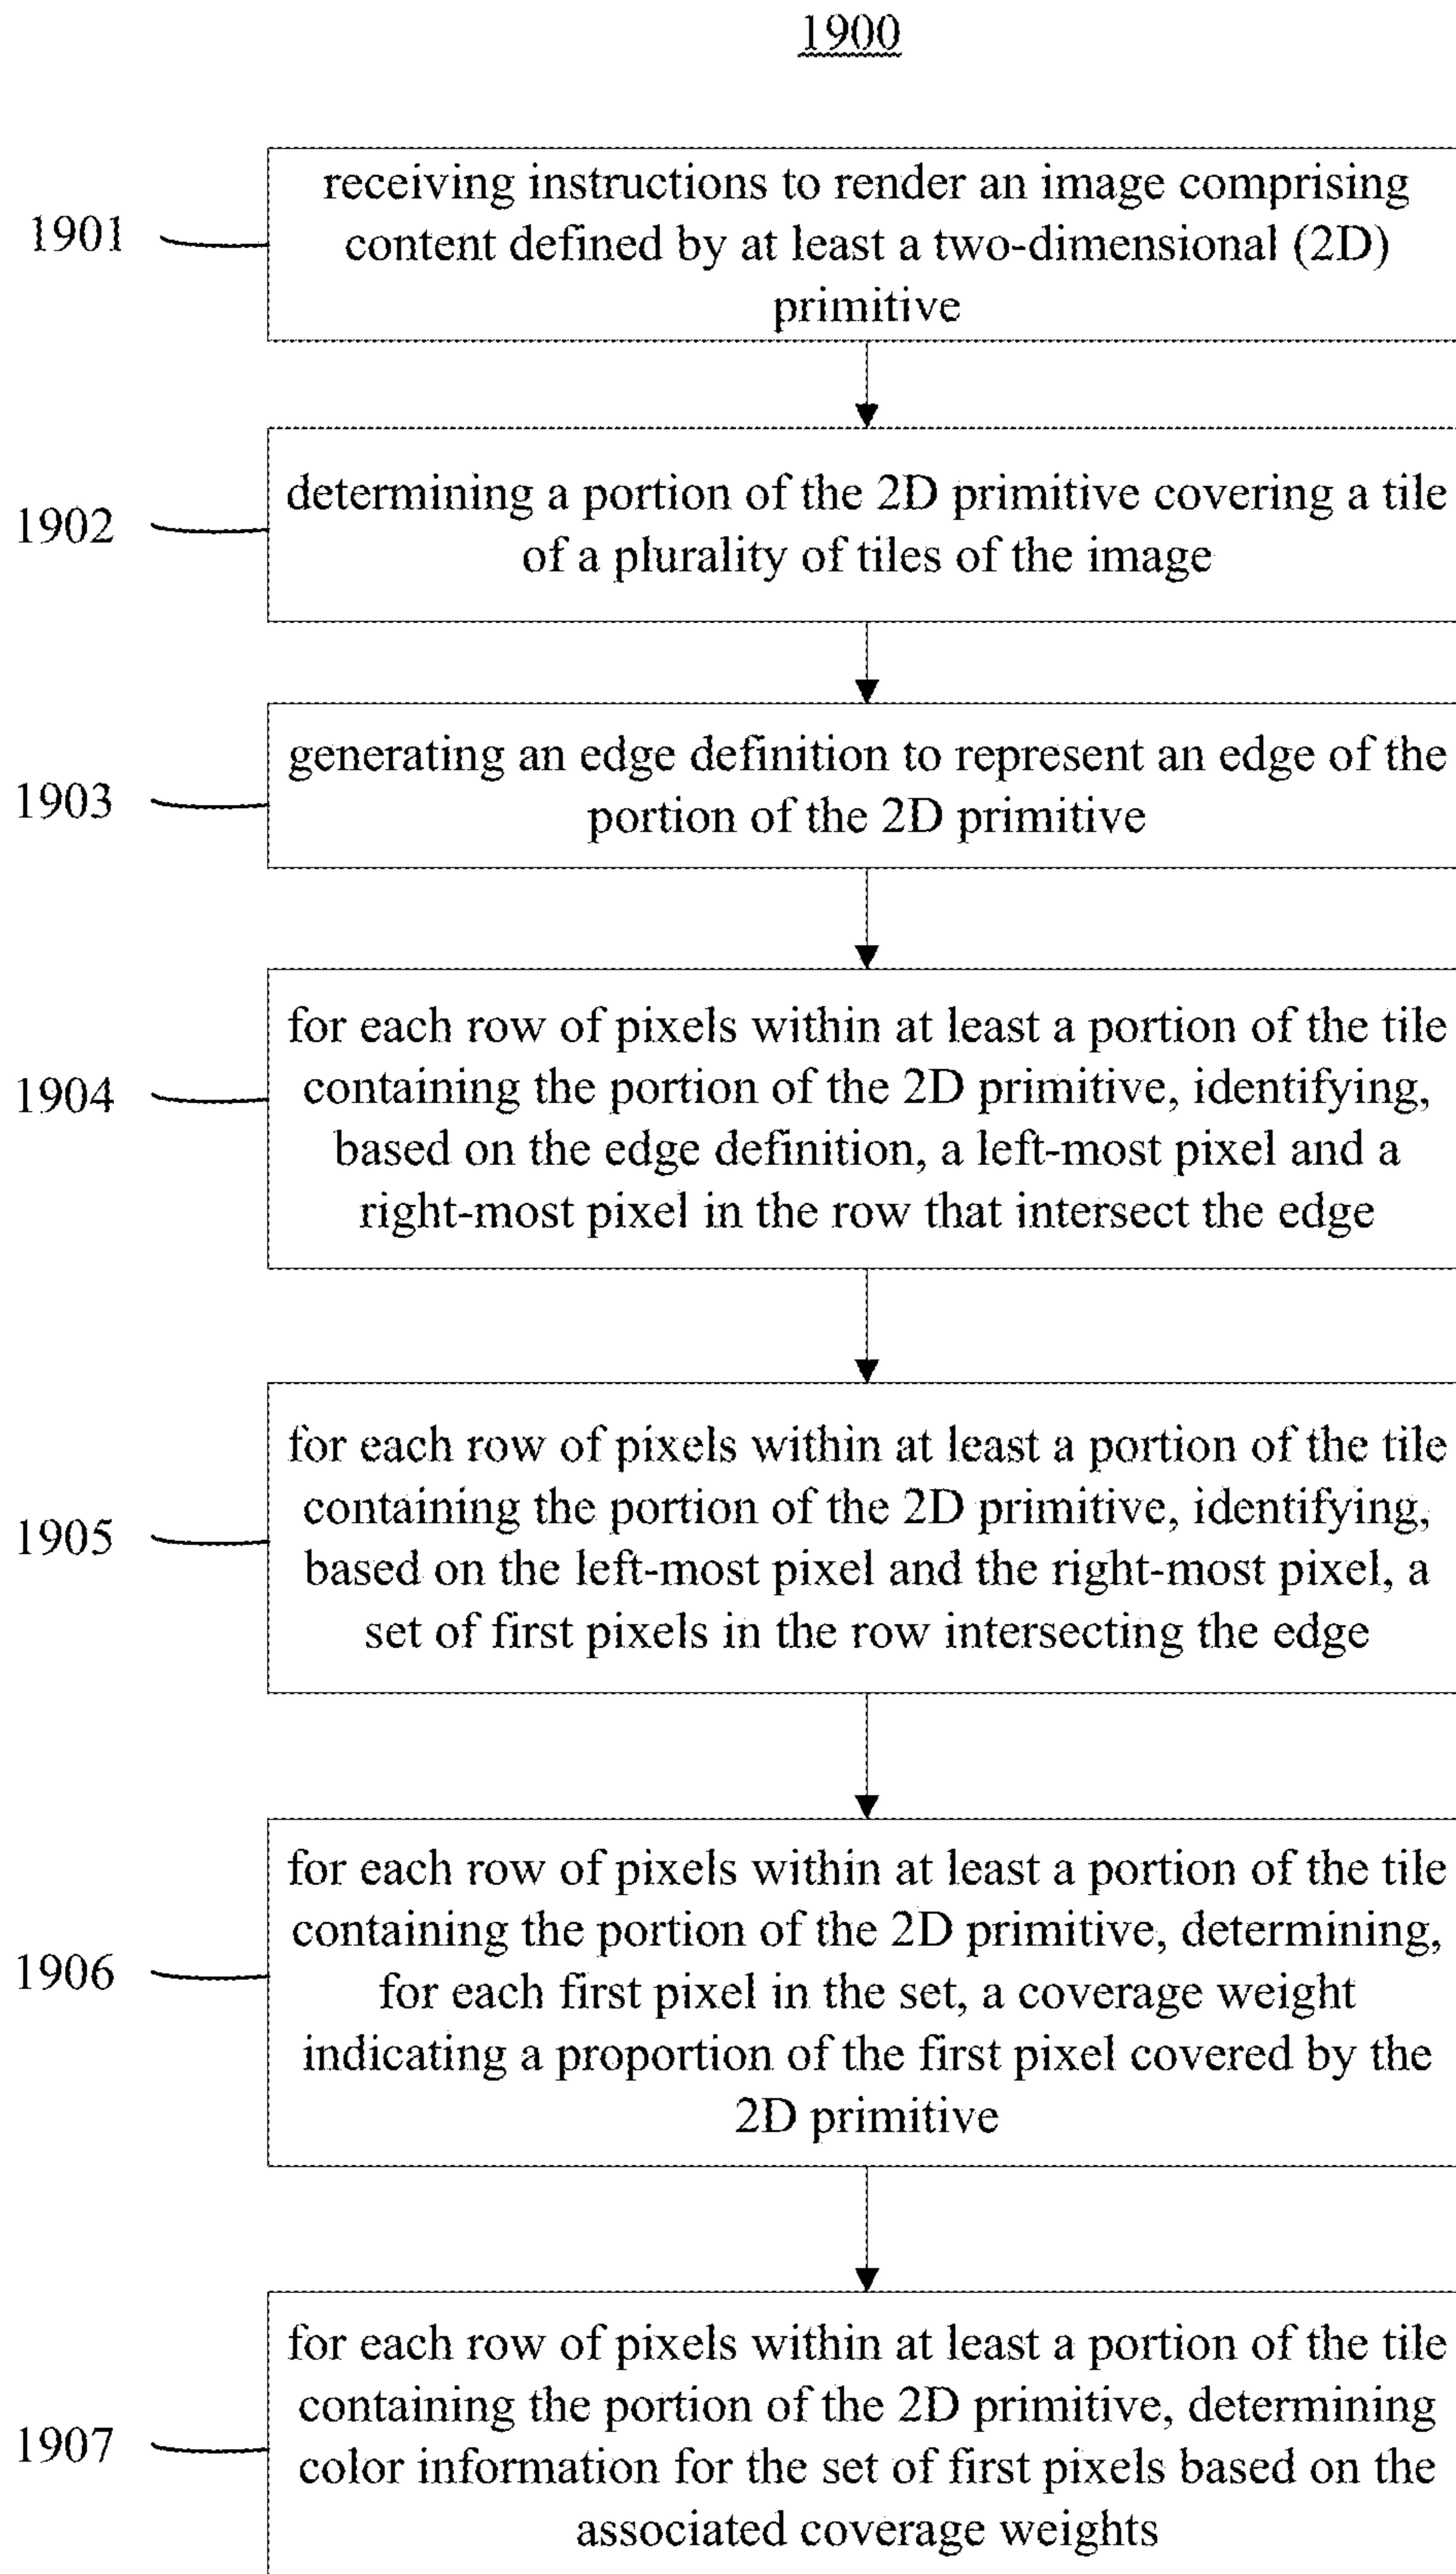 1900
1901
receiving instructions to render an image comprising
content defined by at least a two-dimensional (2D)
primitive
1902
determining a portion of the 2D primitive covering a tile
of a plurality of tiles of the image
1903
generating an edge definition to represent an edge of the
portion of the 2D primitive
1904
for each row of pixels within at least a portion of the tile
containing the portion of the 2D primitive, identifying,
based on the edge definition, a left-most pixel and a
right-most pixel in the row that intersect the edge
1905
for each row of pixels within at least a portion of the tile
containing the portion of the 2D primitive, identifying,
based on the left-most pixel and the right-most pixel, a
set of first pixels in the row intersecting the edge
1906
for each row of pixels within at least a portion of the tile
containing the portion of the 2D primitive, determining,
for each first pixel in the set, a coverage weight
indicating a proportion of the first pixel covered by the
2D primitive
1907
for each row of pixels within at least a portion of the tile
containing the portion of the 2D primitive, determining
color information for the set of first pixels based on the
associated coverage weights